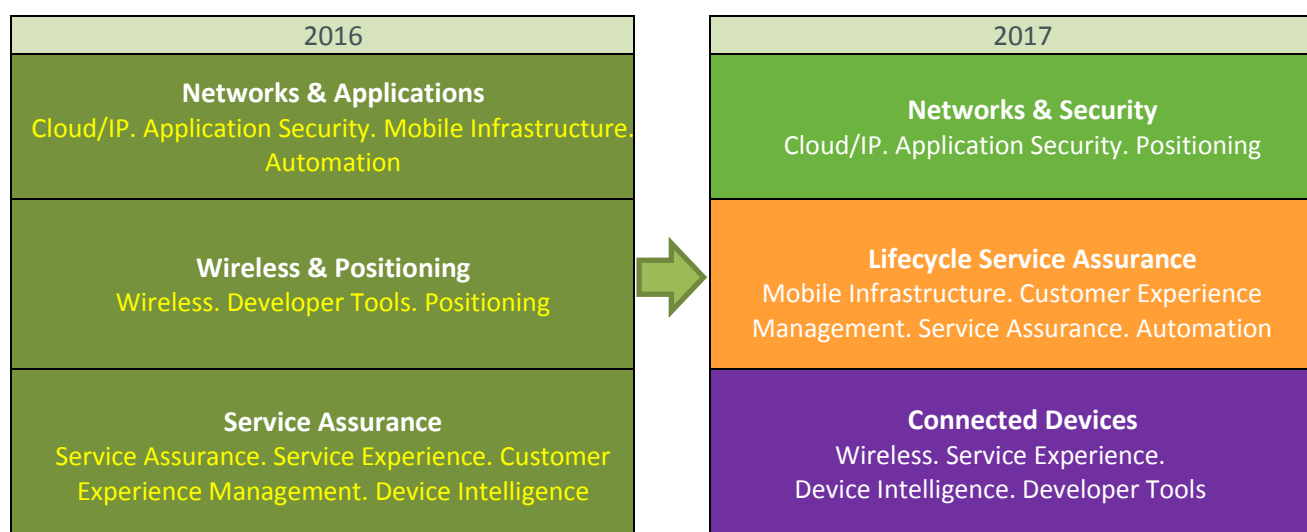 2016
Networks & Applications
Cloud/IP. Application Security. Mobile Infrastructure.
Automation
Wireless & Positioning
Wireless. Developer Tools. Positioning
Service Assurance
Service Assurance. Service Experience. Customer
Experience Management. Device Intelligence
2017
Networks & Security
Cloud/IP. Application Security. Positioning
Lifecycle Service Assurance
Mobile Infrastructure. Customer Experience
Management. Service Assurance. Automation
Connected Devices
Wireless. Service Experience.
Device Intelligence. Developer Tools